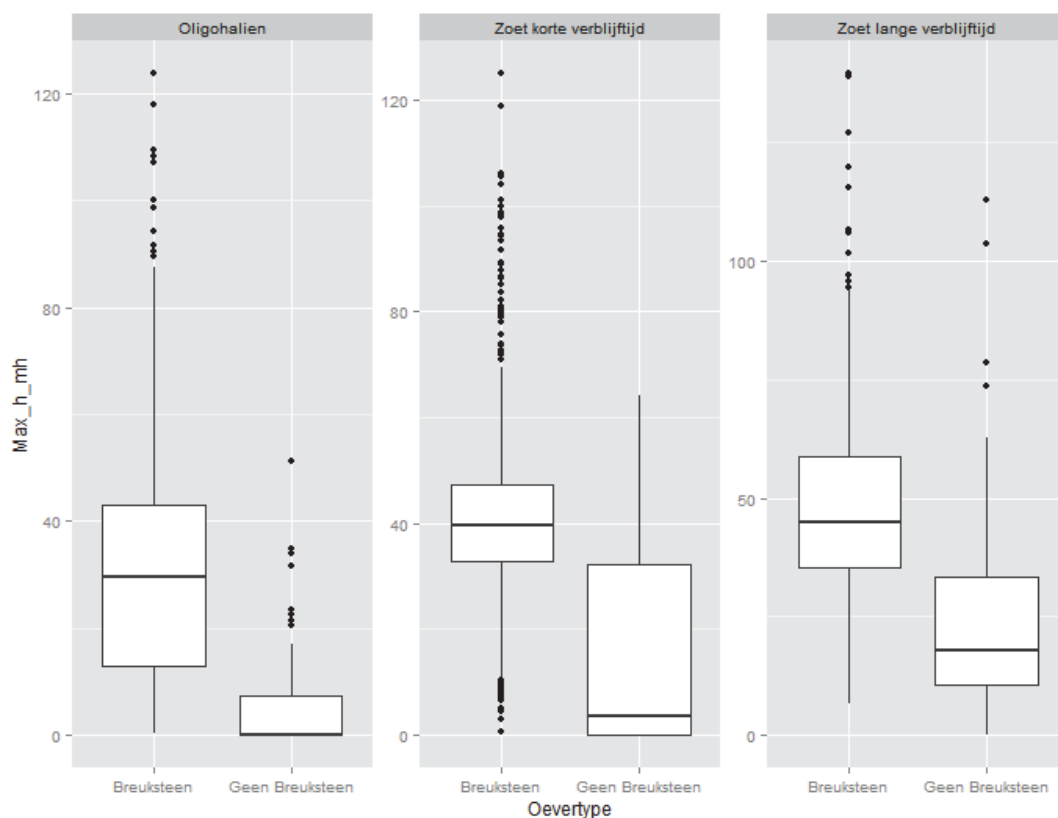 Oligohalien
Zoet korte verblijftijd
Zoet lange verblijftijd
Max_h_mh
120
80
40
0
120
80
40
0
100
50
0
Breuksteen
Geen Breuksteen
Breuksteen
Geen Breuksteen
Breuksteen
Geen Breuksteen
Oevertype